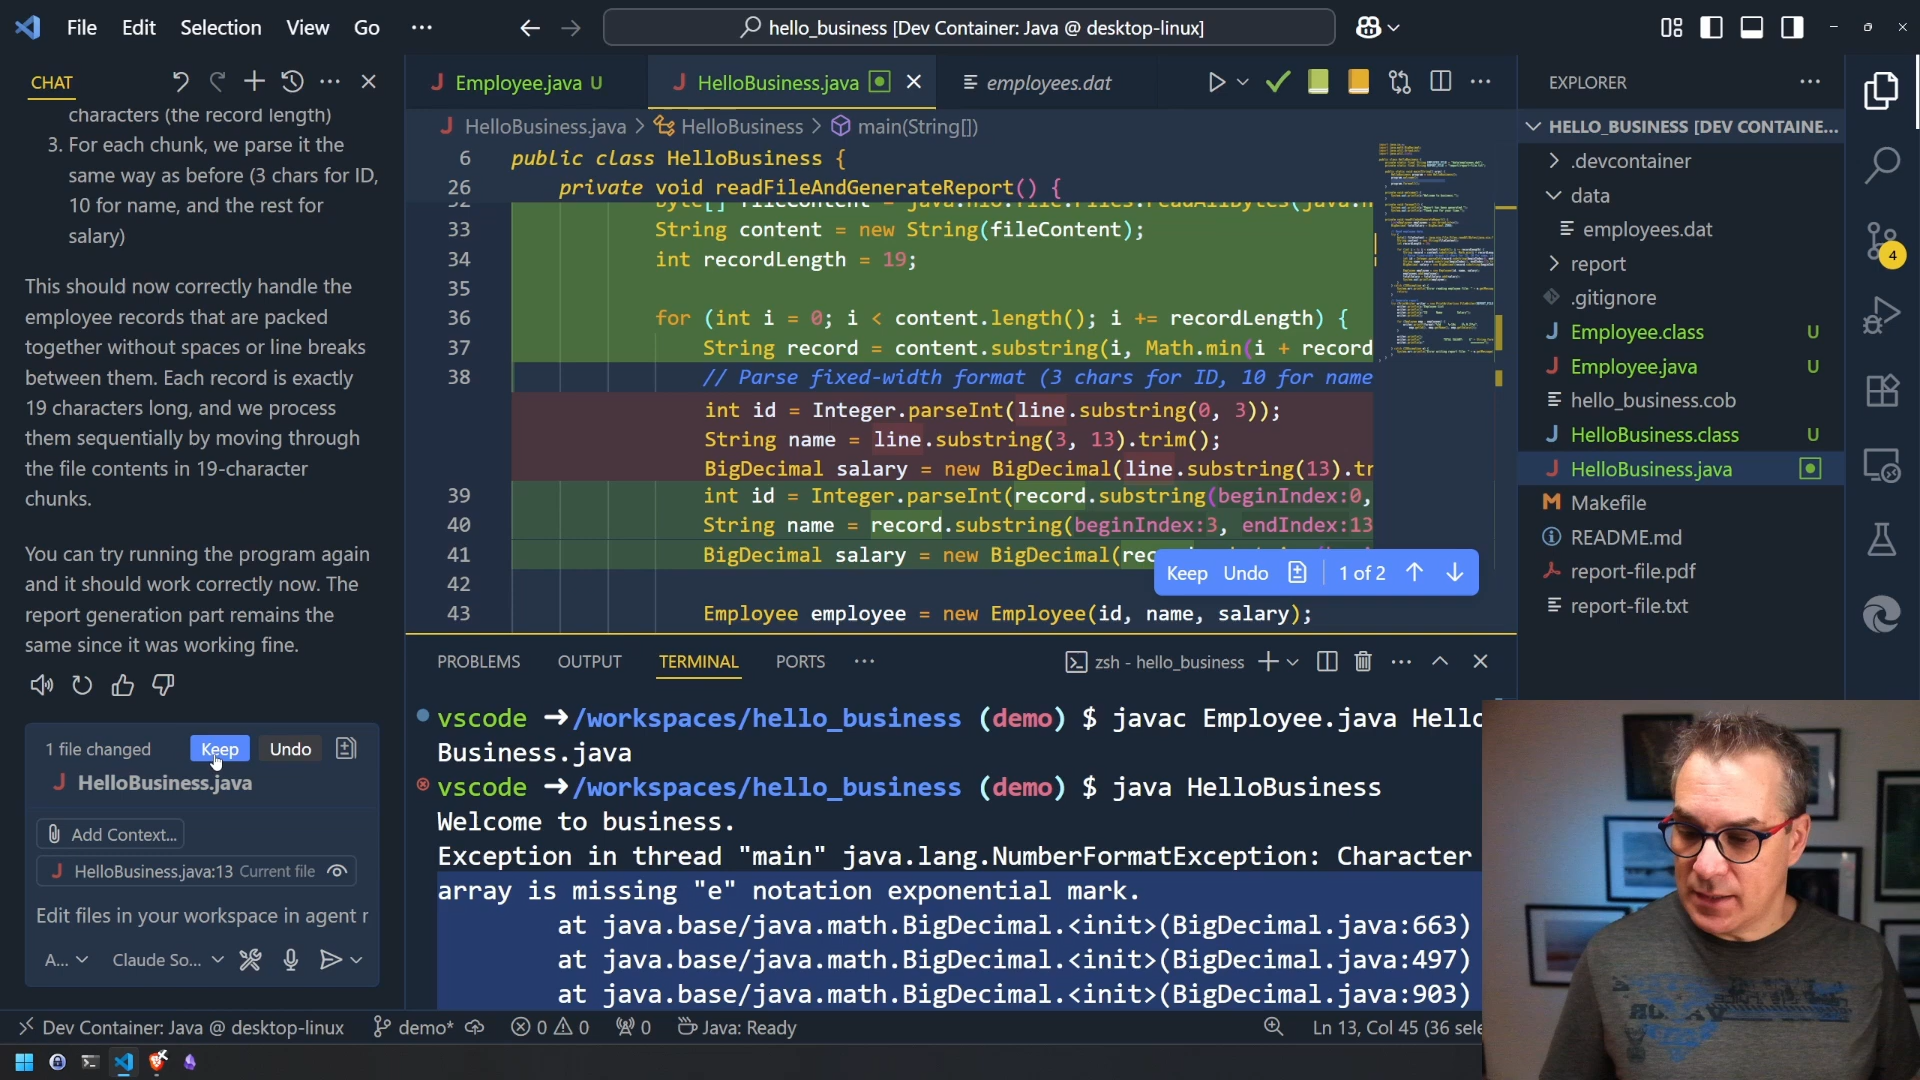 File Edit Selection View Go
hello_business [Dev Container: Java @ desktop-linux]
CHAT
characters (the record length)
3. For each chunk, we parse it the
same way as before (3 chars for ID,
10 for name, and the rest for
salary)
This should now correctly handle the
employee records that are packed
together without spaces or line breaks
between them. Each record is exactly
19 characters long, and we process
them sequentially by moving through
the file contents in 19-character
chunks.
You can try running the program again
and it should work correctly now. The
report generation part remains the
same since it was working fine.
1 file changed Keep Undo
J HelloBusiness.java
Add Context...
J HelloBusiness.java:13 Current file
Edit files in your workspace in agent r
A... Claude So...
J Employee.java U
J HelloBusiness.java
employees.dat
J HelloBusiness.java > HelloBusiness > main(String[])
6 public class HelloBusiness {
26 private void readFileAndGenerateReport() {
33 String content = new String(fileContent);
34 int recordLength = 19;
35
36 for (int i = 0; i < content.length(); i += recordLength) {
37 String record = content.substring(i, Math.min(i + record
38 // Parse fixed-width format (3 chars for ID, 10 for name
int id = Integer.parseInt(line.substring(0, 3));
String name = line.substring(3, 13).trim();
BigDecimal salary = new BigDecimal(line.substring(13).tr
39 int id = Integer.parseInt(record.substring(beginIndex:0,
40 String name = record.substring(beginIndex:3, endIndex:13
41 BigDecimal salary = new BigDecimal(rec
42
43 Employee employee = new Employee(id, name, salary);
Keep Undo 1 of 2
PROBLEMS OUTPUT TERMINAL PORTS
zsh - hello_business
vscode ➜/workspaces/hello_business (demo) $ javac Employee.java Hello
Business.java
vscode ➜/workspaces/hello_business (demo) $ java HelloBusiness
Welcome to business.
Exception in thread "main" java.lang.NumberFormatException: Character
array is missing "e" notation exponential mark.
at java.base/java.math.BigDecimal.<init>(BigDecimal.java:663)
at java.base/java.math.BigDecimal.<init>(BigDecimal.java:497)
at java.base/java.math.BigDecimal.<init>(BigDecimal.java:903)
EXPLORER
HELLO_BUSINESS [DEV CONTAINE...
.devcontainer
data
employees.dat
report
.gitignore
J Employee.class U
J Employee.java U
hello_business.cob
J HelloBusiness.class U
J HelloBusiness.java
M Makefile
README.md
report-file.pdf
report-file.txt
4
Dev Container: Java @ desktop-linux demo* 0 0 0 Java: Ready
Ln 13, Col 45 (36 sele